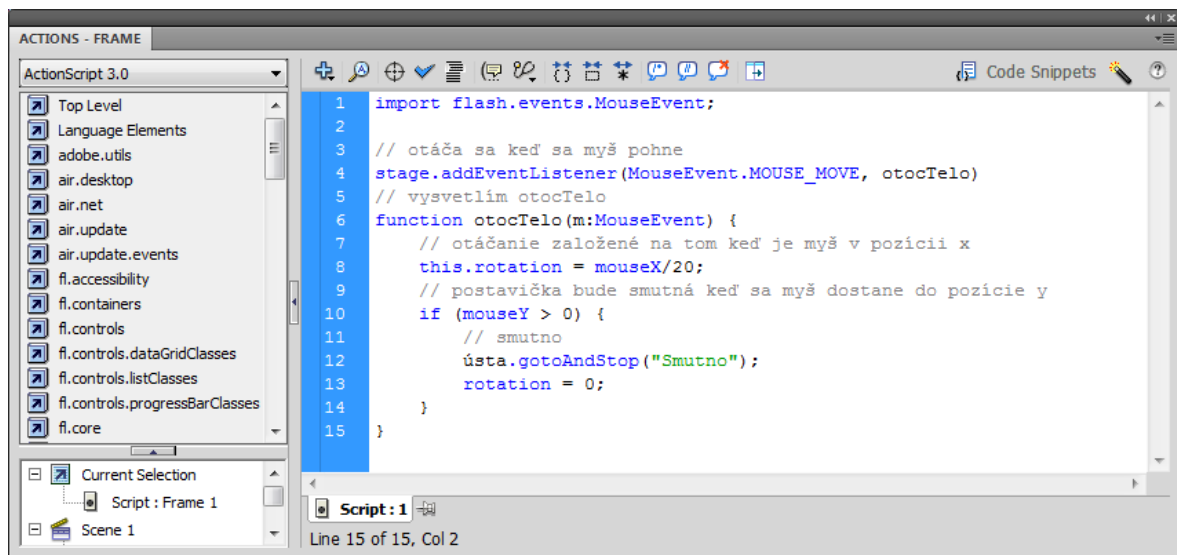 ACTIONS - FRAME
ActionScript 3.0
Top Level
Language Elements
adobe.utils
air.desktop
air.net
air.update
air.update.events
fl.accessibility
fl.containers
fl.controls
fl.controls.dataGridClasses
fl.controls.listClasses
fl.controls.progressBarClasses
fl.core
Current Selection
Script : Frame 1
Scene 1
Code Snippets
1 import flash.events.MouseEvent;
2
3 // otáča sa keď sa myš pohne
4 stage.addEventListener(MouseEvent.MOUSE_MOVE, otocTelo)
5 // vysvetlím otocTelo
6 function otocTelo(m:MouseEvent) {
7 // otáčanie založené na tom keď je myš v pozícii x
8 this.rotation = mouseX/20;
9 // postavička bude smutná keď sa myš dostane do pozície y
10 if (mouseY > 0) {
11 // smutno
12 ústa.gotoAndStop("Smutno");
13 rotation = 0;
14 }
15 }
Script : 1
Line 15 of 15, Col 2